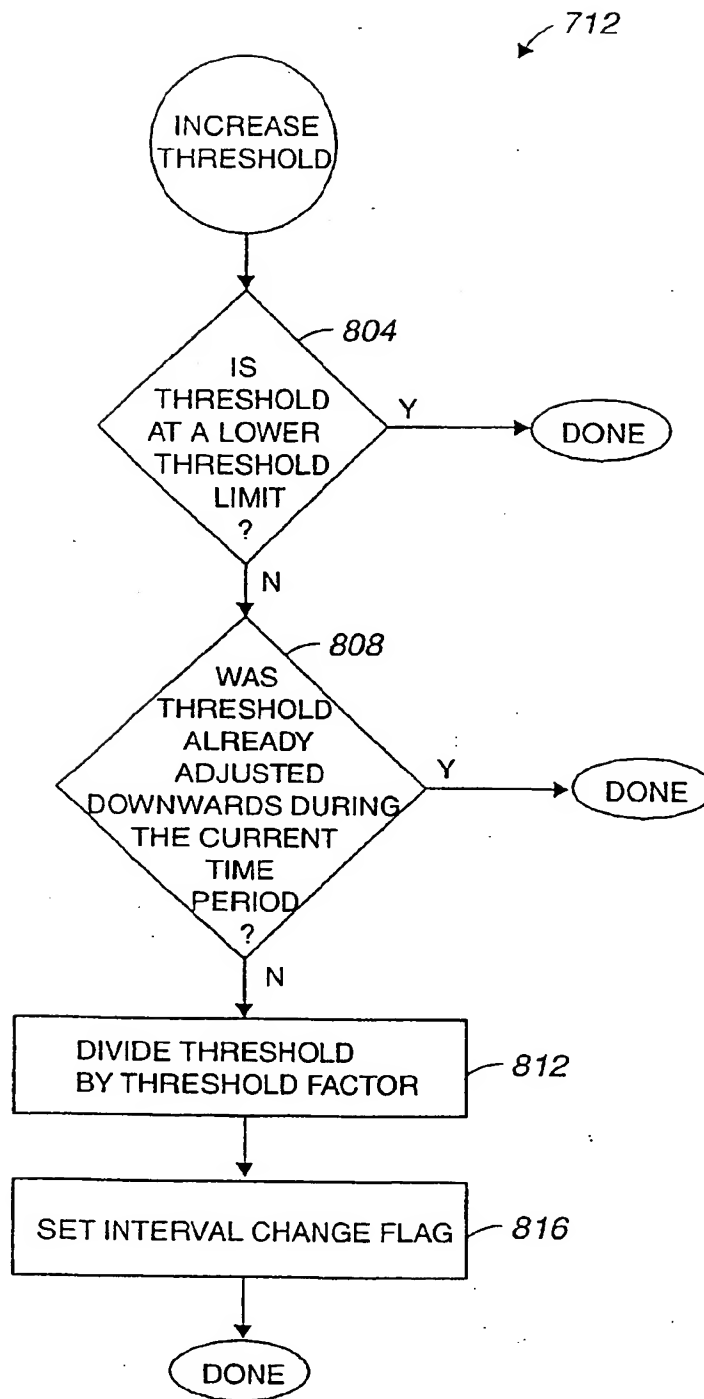 712
INCREASE
THRESHOLD
804
IS
THRESHOLD
AT A LOWER
THRESHOLD
LIMIT
?
Y
DONE
N
808
WAS
THRESHOLD
ALREADY
ADJUSTED
DOWNWARDS DURING
THE CURRENT
TIME
PERIOD
?
Y
DONE
N
DIVIDE THRESHOLD
BY THRESHOLD FACTOR
812
SET INTERVAL CHANGE FLAG
816
DONE